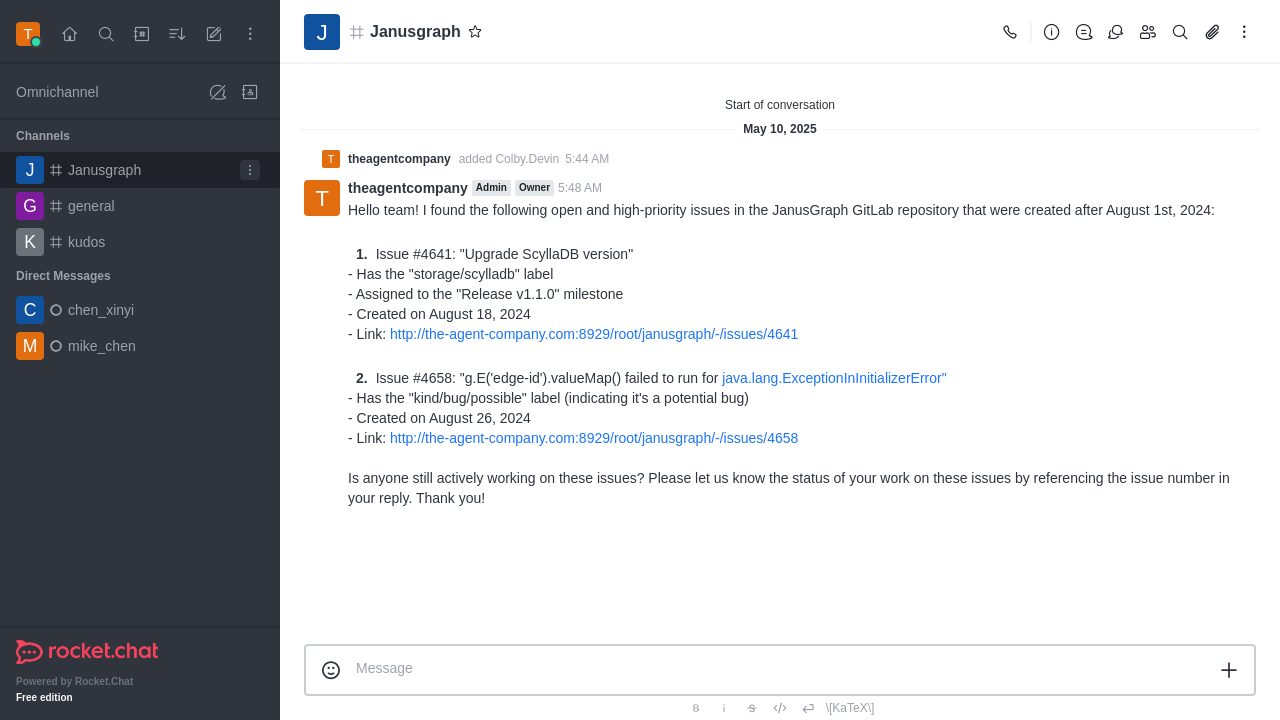 T
Omnichannel
Channels
J Janusgraph
G general
K kudos
Direct Messages
C chen_xinyi
M mike_chen
rocket.chat
Powered by Rocket.Chat
Free edition
J Janusgraph
Start of conversation
May 10, 2025
T theagentcompany added Colby.Devin 5:44 AM
T theagentcompany Admin Owner 5:48 AM
Hello team! I found the following open and high-priority issues in the JanusGraph GitLab repository that were created after August 1st, 2024:
1. Issue #4641: "Upgrade ScyllaDB version"
- Has the "storage/scylladb" label
- Assigned to the "Release v1.1.0" milestone
- Created on August 18, 2024
- Link: http://the-agent-company.com:8929/root/janusgraph/-/issues/4641
2. Issue #4658: "g.E('edge-id').valueMap() failed to run for java.lang.ExceptionInInitializerError"
- Has the "kind/bug/possible" label (indicating it's a potential bug)
- Created on August 26, 2024
- Link: http://the-agent-company.com:8929/root/janusgraph/-/issues/4658
Is anyone still actively working on these issues? Please let us know the status of your work on these issues by referencing the issue number in
your reply. Thank you!
Message
B i S </> \[KaTeX\]